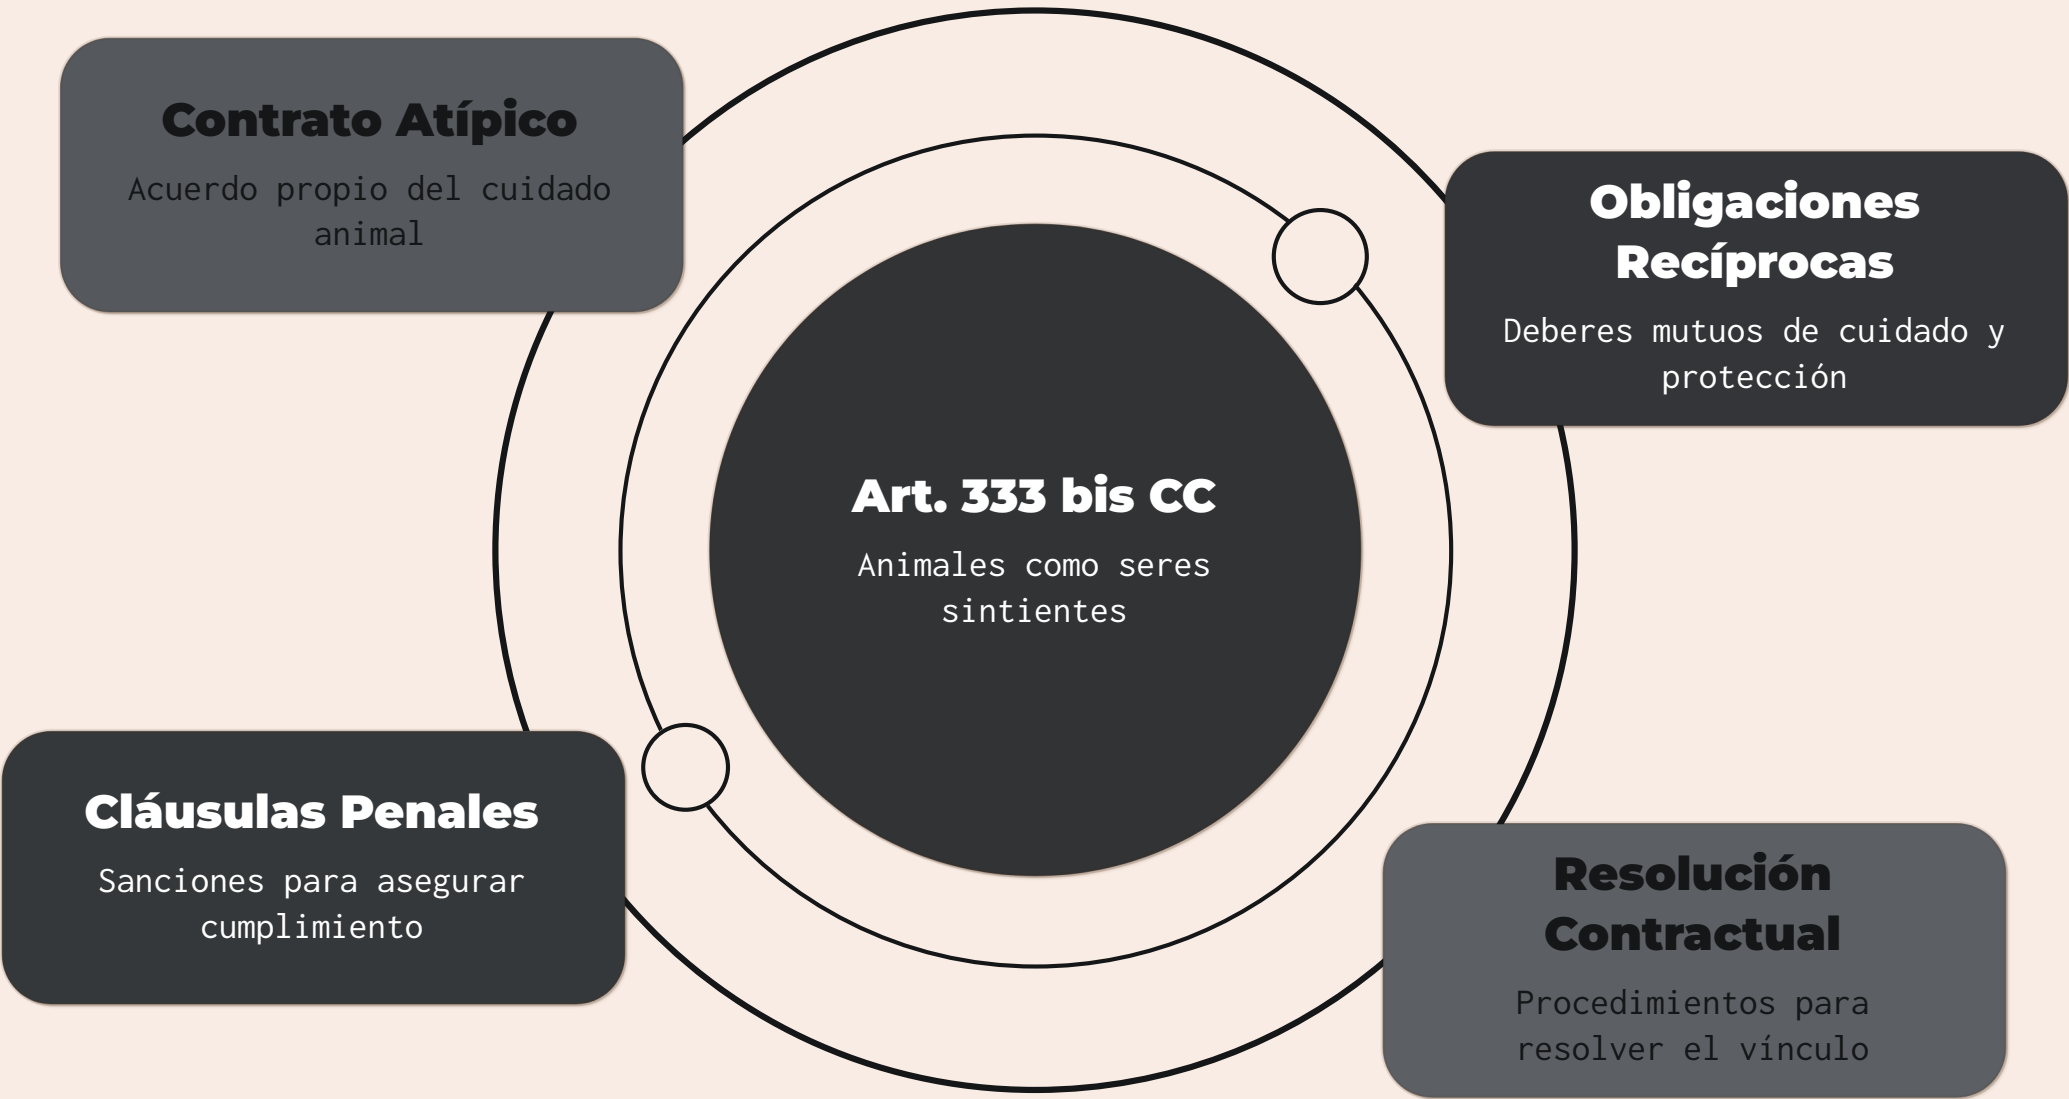 Contrato Atípico
Acuerdo propio del cuidado
animal
Obligaciones
Recíprocas
Deberes mutuos de cuidado y
protección
Art. 333 bis CC
Animales como seres
sintientes
Cláusulas Penales
Sanciones para asegurar
cumplimiento
Resolución
Contractual
Procedimientos para
resolver el vínculo